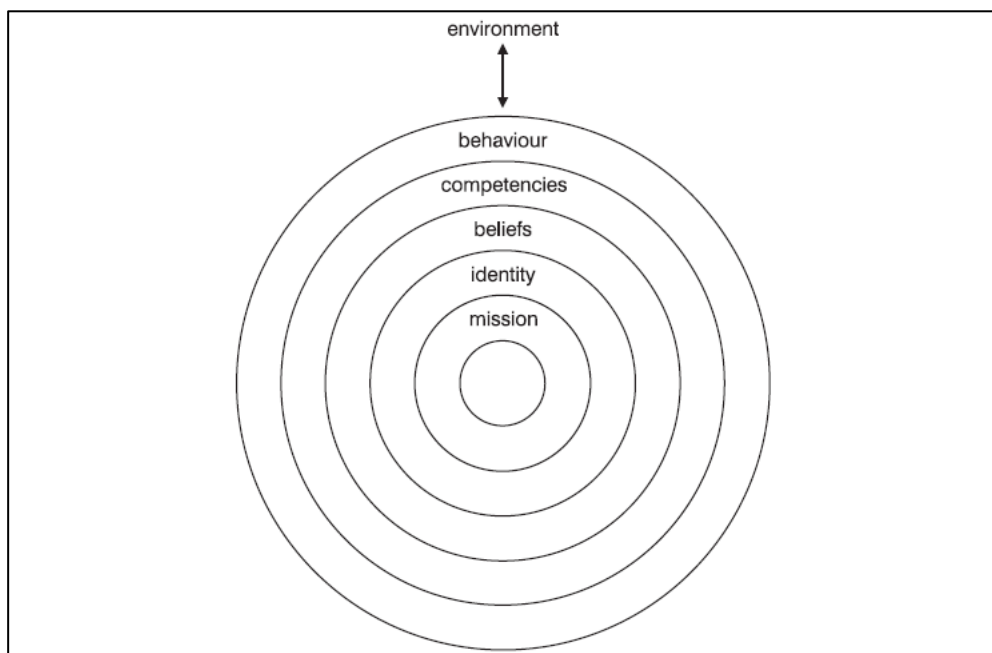 environment
behaviour
competencies
beliefs
identity
mission